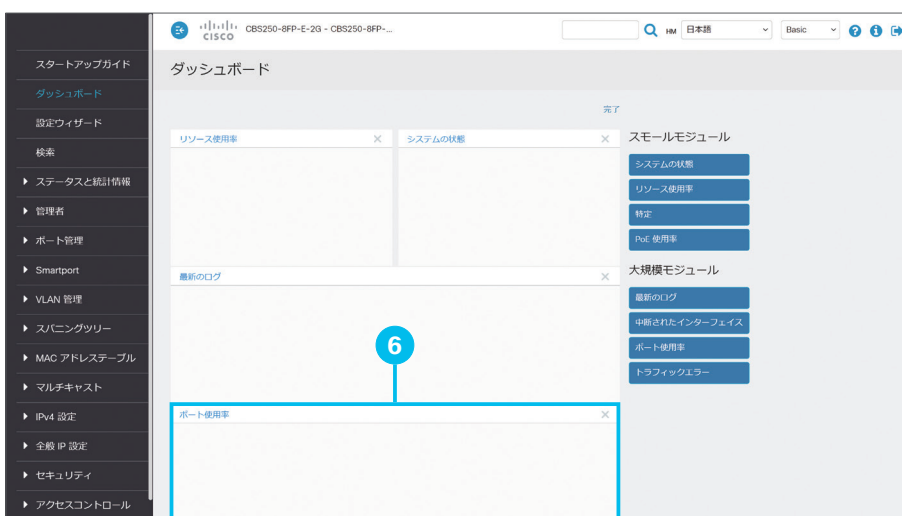 CISCO
CBS250-8FP-E-2G - CBS250-8FP-...
HM
日本語
Basic
スタートアップガイド
ダッシュボード
設定ウィザード
検索
ステータスと統計情報
管理者
ポート管理
Smartport
VLAN 管理
スパニングツリー
MAC アドレステーブル
マルチキャスト
IPv4 設定
全般 IP 設定
セキュリティ
アクセスコントロール
ダッシュボード
完了
リソース使用率
システムの状態
最新のログ
6
ポート使用率
スモールモジュール
システムの状態
リソース使用率
特定
PoE 使用率
大規模モジュール
最新のログ
中断されたインターフェイス
ポート使用率
トラフィックエラー